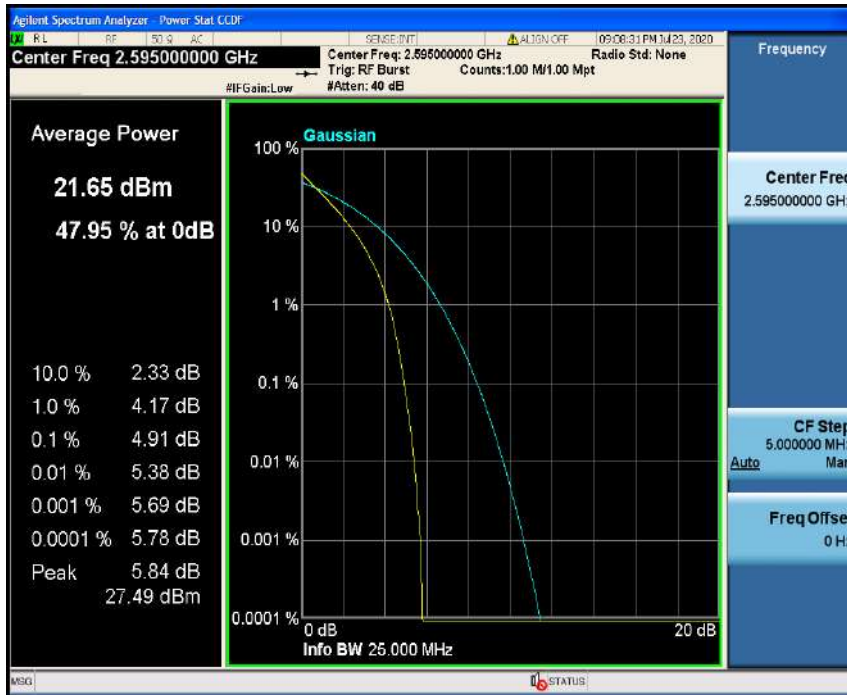 Agilent Spectrum Analyzer - Power Stat CCDF
RL RF 50 Ω AC SENSE:INT ALIGN OFF 09:08:31 PM Jul 23, 2020
Center Freq 2.595000000 GHz
Center Freq: 2.595000000 GHz Radio Std: None
Trig: RF Burst Counts:1.00 M/1.00 Mpt
#IFGain:Low #Atten: 40 dB
Average Power
21.65 dBm
47.95 % at 0dB
10.0 % 2.33 dB
1.0 % 4.17 dB
0.1 % 4.91 dB
0.01 % 5.38 dB
0.001 % 5.69 dB
0.0001 % 5.78 dB
Peak 5.84 dB
27.49 dBm
Gaussian
100 %
10 %
1 %
0.1 %
0.01 %
0.001 %
0.0001 %
0 dB 20 dB
Info BW 25.000 MHz
Frequency
Center Freq
2.595000000 GH
CF Step
5.000000 MH
Auto Man
Freq Offse
0 H
MSG STATUS